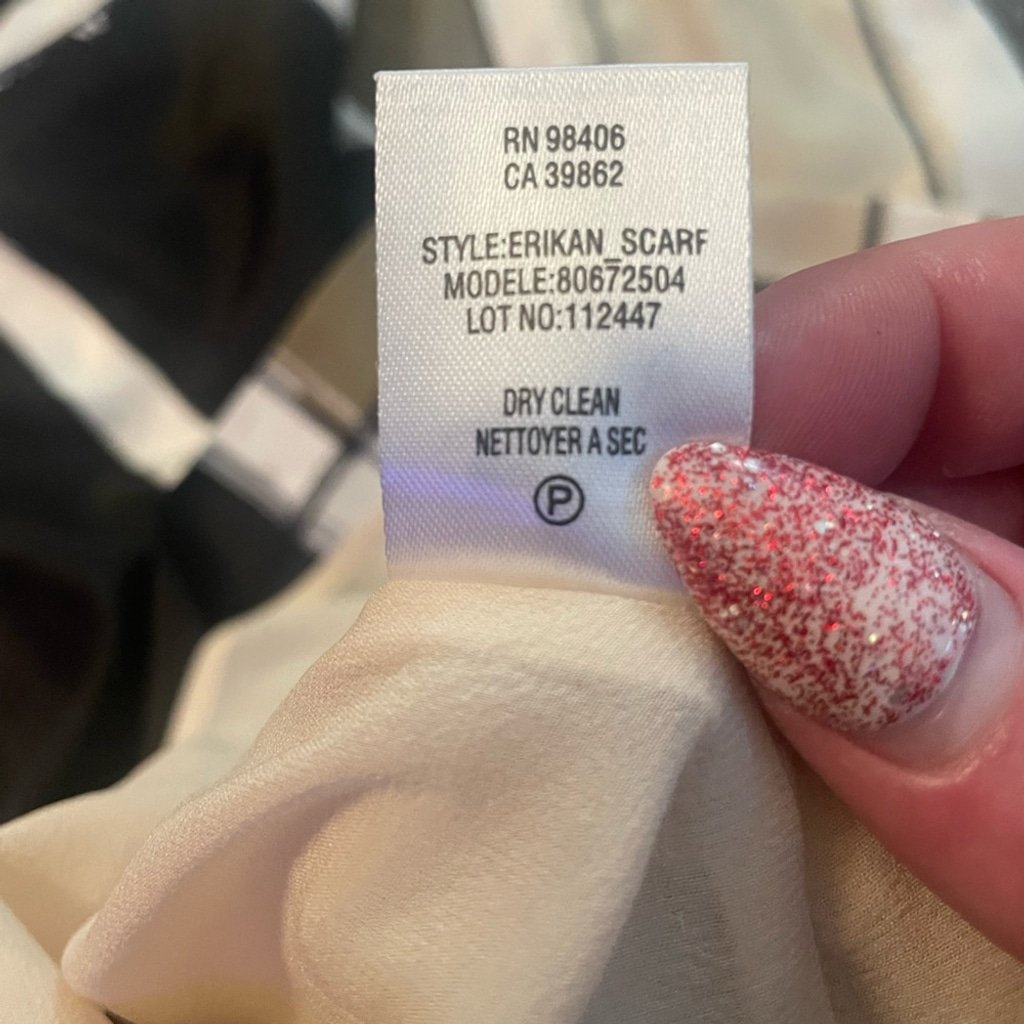 RN 98406
CA 39862
STYLE:ERIKAN_SCARF
MODELE:80672504
LOT NO:112447
DRY CLEAN
NETTOYER A SEC
P